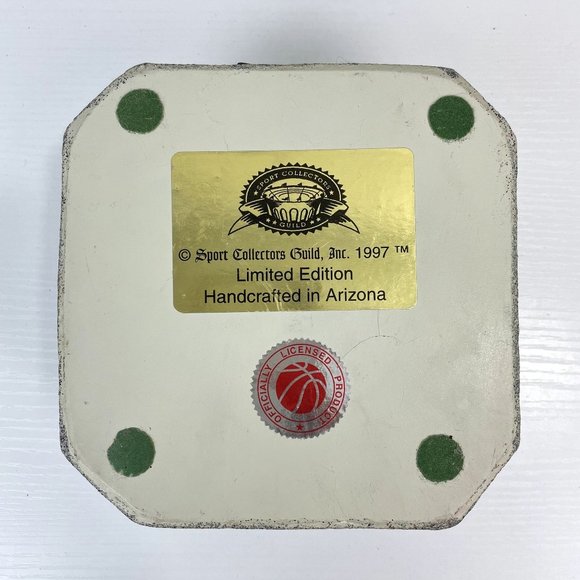 SPORT COLLECTORS
GUILD
© Sport Collectors Guild, Inc. 1997 ™
Limited Edition
Handcrafted in Arizona
OFFICIALLY LICENSED PRODUCT